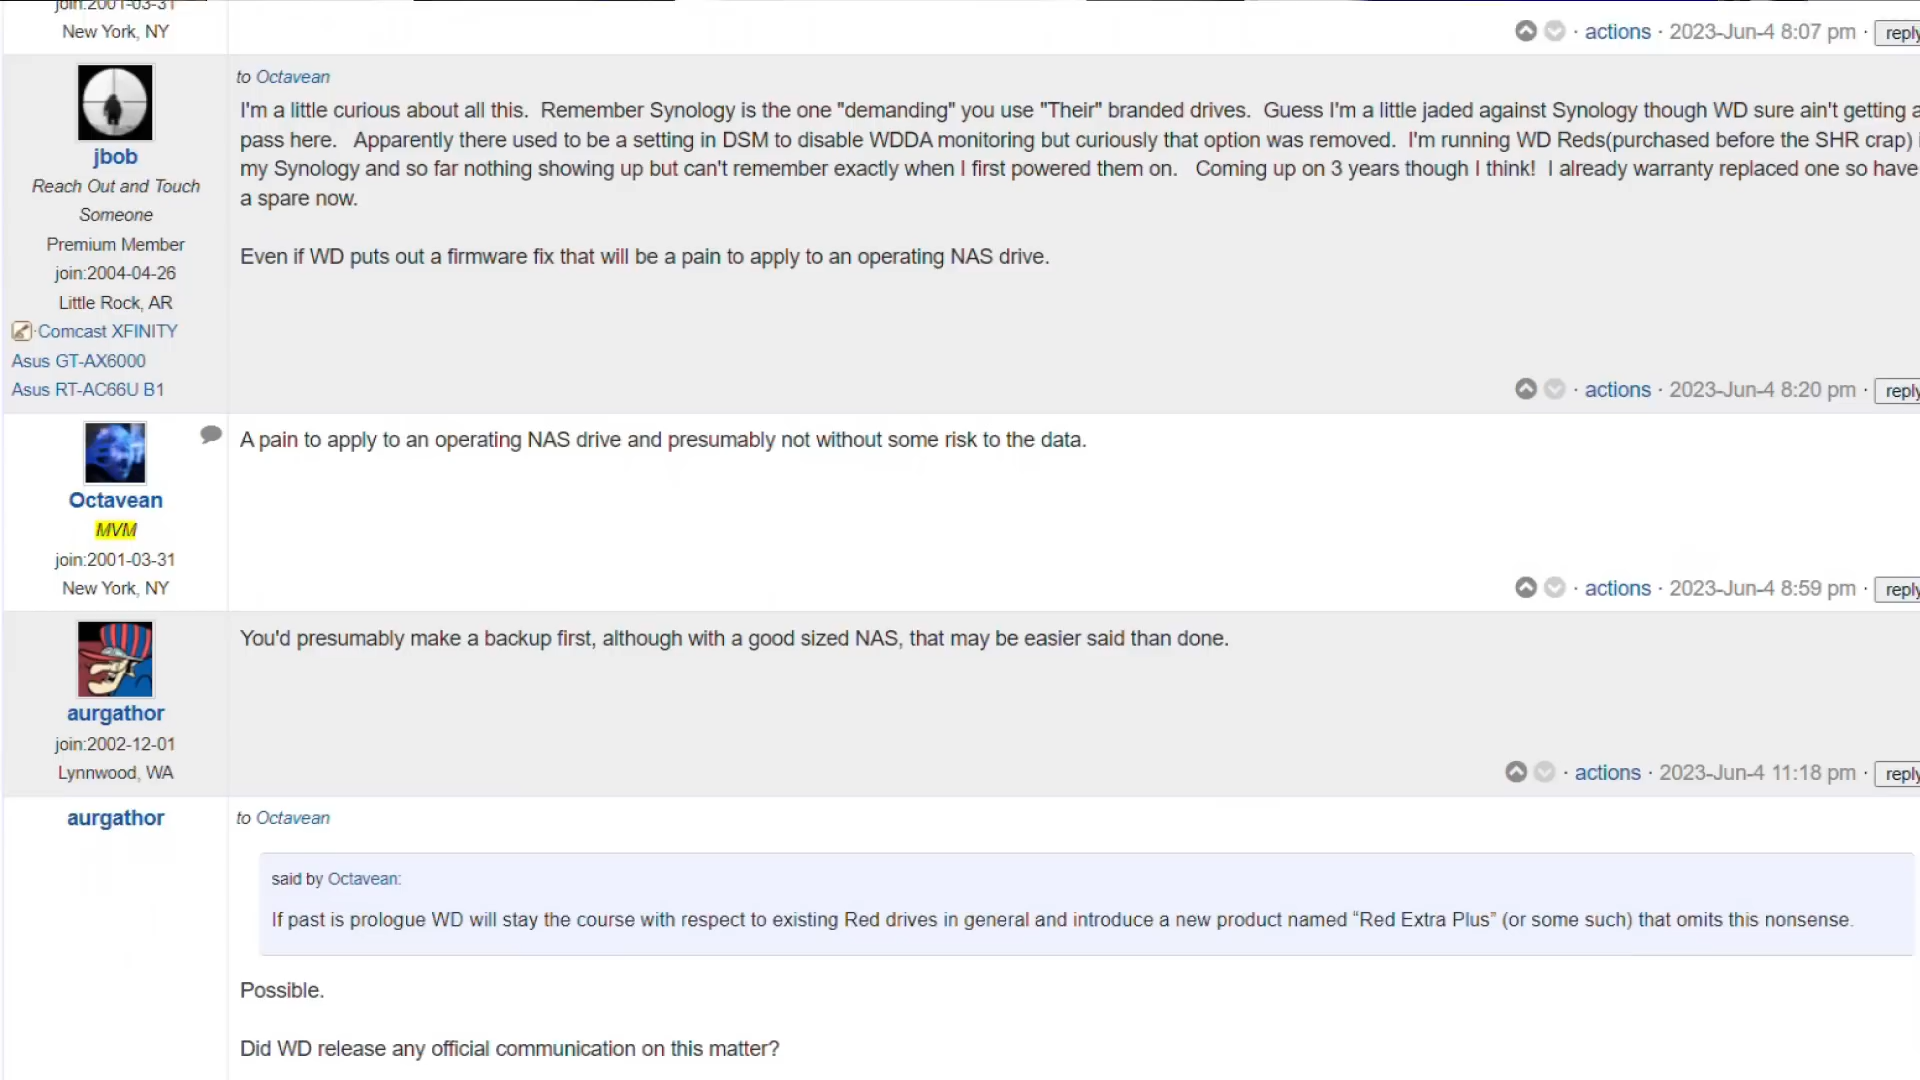 join:2001-03-31
New York, NY
· actions · 2023-Jun-4 8:07 pm · reply
to Octavean
I'm a little curious about all this. Remember Synology is the one "demanding" you use "Their" branded drives. Guess I'm a little jaded against Synology though WD sure ain't getting a
pass here. Apparently there used to be a setting in DSM to disable WDDA monitoring but curiously that option was removed. I'm running WD Reds(purchased before the SHR crap)
my Synology and so far nothing showing up but can't remember exactly when I first powered them on. Coming up on 3 years though I think! I already warranty replaced one so have
a spare now.
Even if WD puts out a firmware fix that will be a pain to apply to an operating NAS drive.
jbob
Reach Out and Touch
Someone
Premium Member
join:2004-04-26
Little Rock, AR
· Comcast XFINITY
Asus GT-AX6000
Asus RT-AC66U B1
· actions · 2023-Jun-4 8:20 pm · reply
A pain to apply to an operating NAS drive and presumably not without some risk to the data.
Octavean
MVM
join:2001-03-31
New York, NY
· actions · 2023-Jun-4 8:59 pm · reply
You'd presumably make a backup first, although with a good sized NAS, that may be easier said than done.
aurgathor
join:2002-12-01
Lynnwood, WA
· actions · 2023-Jun-4 11:18 pm · reply
aurgathor
to Octavean
said by Octavean:
If past is prologue WD will stay the course with respect to existing Red drives in general and introduce a new product named “Red Extra Plus” (or some such) that omits this nonsense.
Possible.
Did WD release any official communication on this matter?